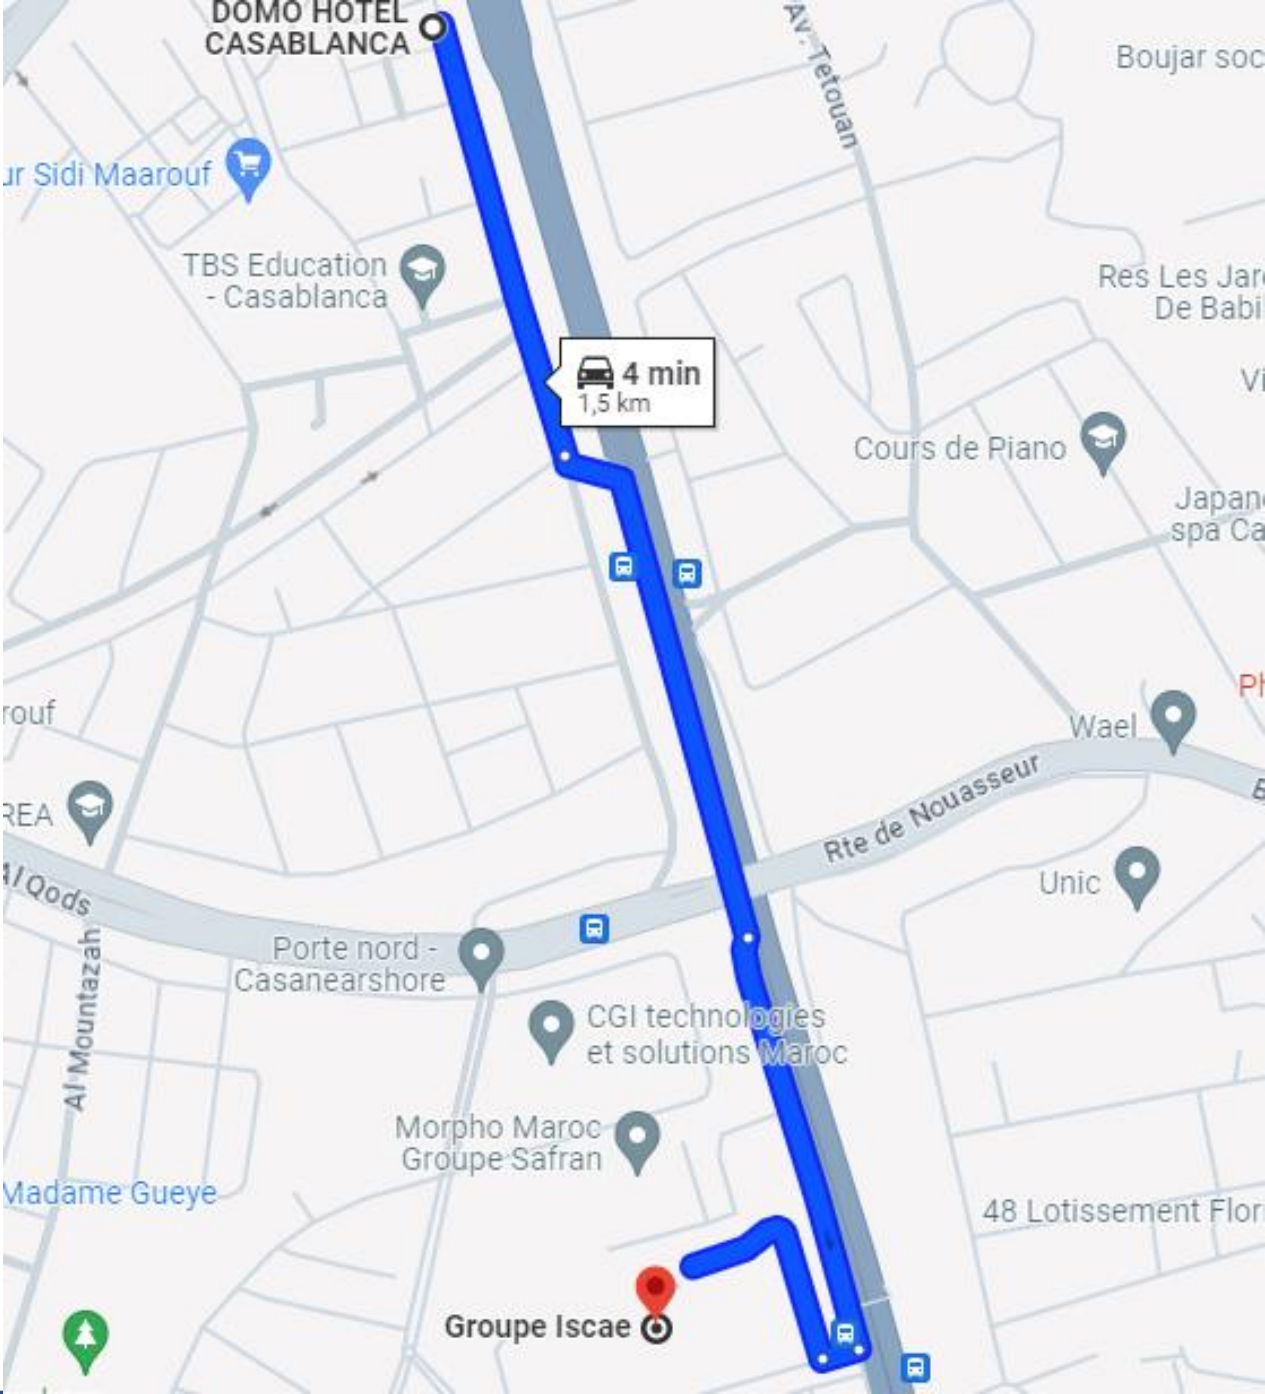 DOMO HOTEL
CASABLANCA
Av. Tetouan
Boujar soc
ur Sidi Maarouf
TBS Education
- Casablanca
Res Les Jar
De Babi
4 min
1,5 km
Vi
Cours de Piano
Japan
spa Ca
Ph
rouf
Wael
REA
Rte de Nouasseur
Al Qods
Unic
Porte nord -
Casanearshore
Al Mountazah
CGI technologies
et solutions Maroc
Morpho Maroc
Groupe Safran
Madame Gueye
48 Lotissement Flor
Groupe Iscae